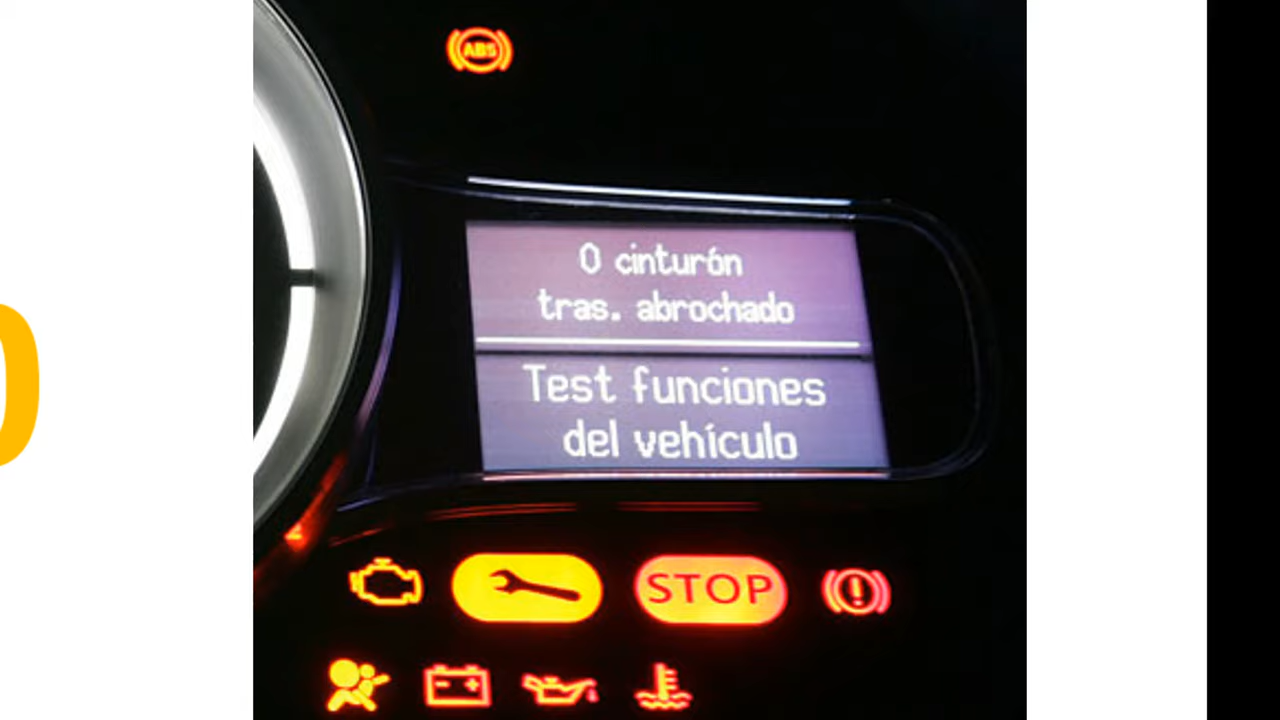 ABS
0 cinturón
tras. abrochado
Test funciones
del vehículo
STOP